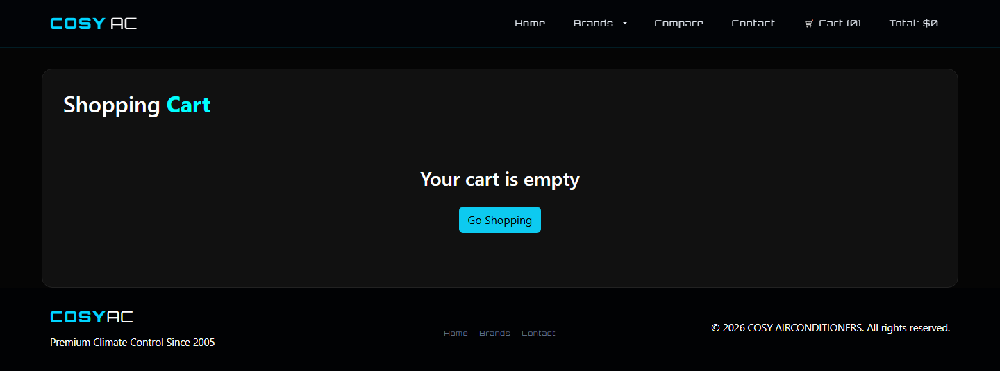 COSY AC
Home Brands Compare Contact 🛒 Cart (0) Total: $0
Shopping Cart
Your cart is empty
Go Shopping
COSYAC
Premium Climate Control Since 2005
Home Brands Contact
© 2026 COSY AIRCONDITIONERS. All rights reserved.